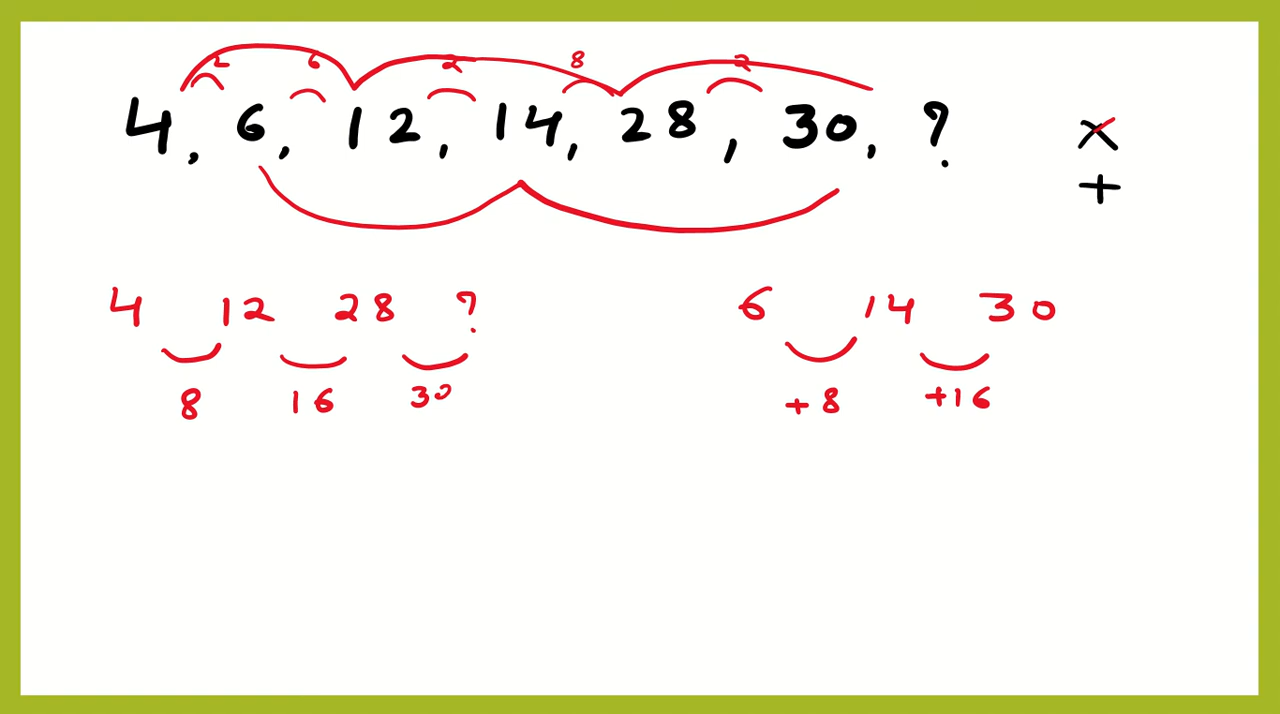 2 6 2 8 2
4, 6, 12, 14, 28, 30, ? ×
+
4 12 28 ? 6 14 30
8 16 30 +8 +16